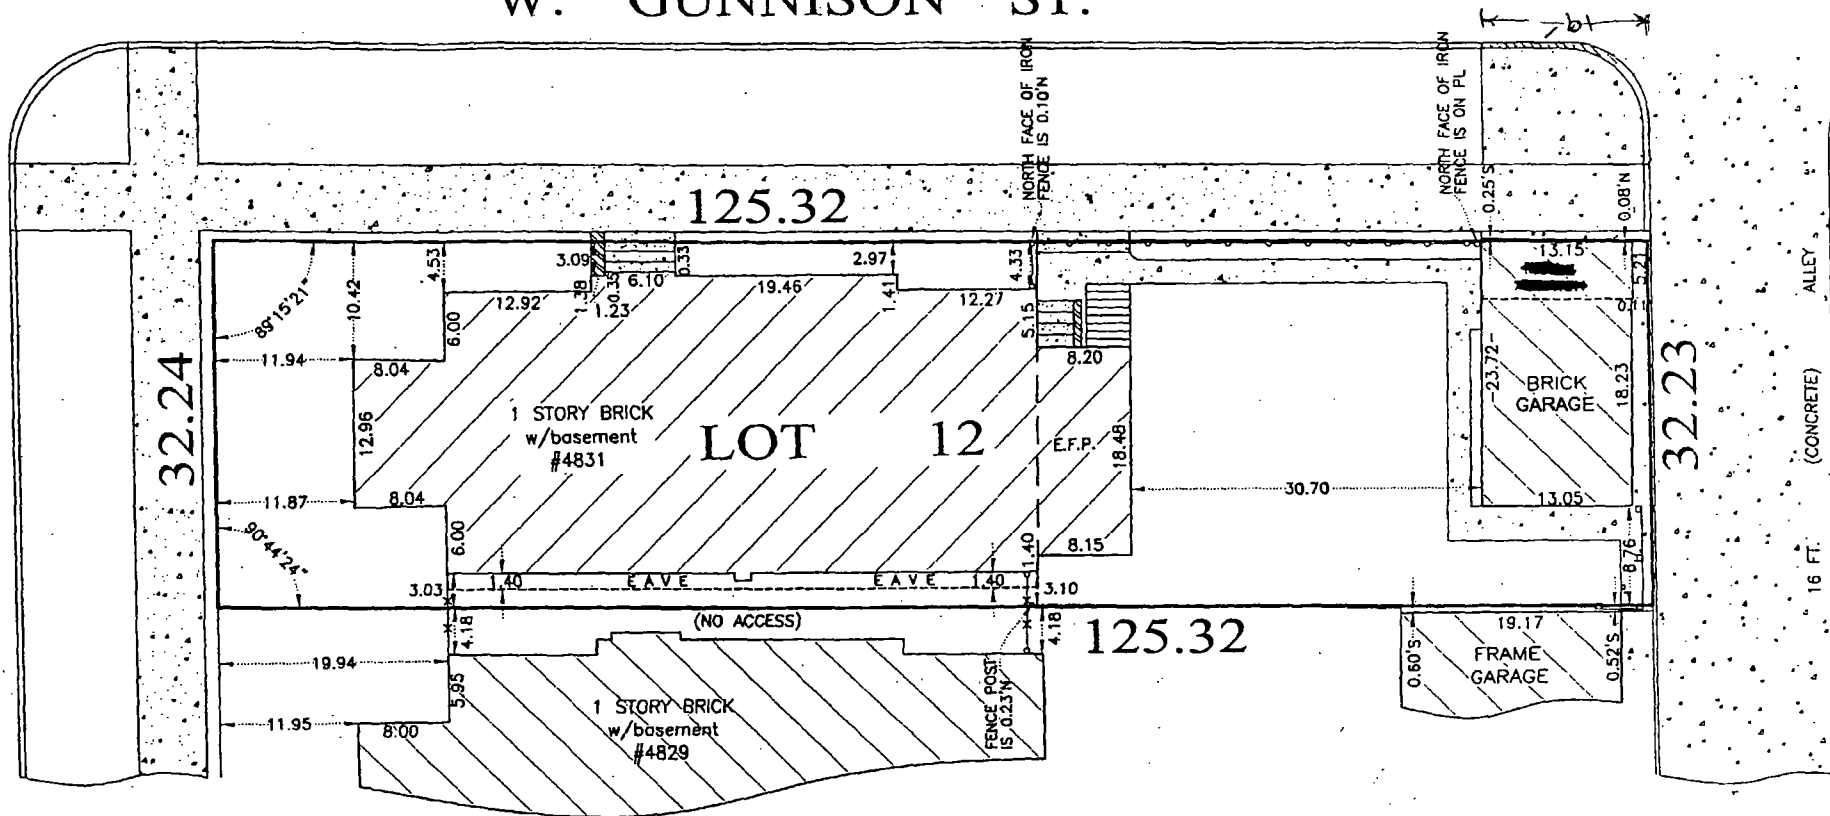 W. GUNNISON ST.
19'
NORTH FACE OF IRON
FENCE IS 0.10'N
NORTH FACE OF IRON
FENCE IS ON PL
0.25'S
0.08'N
125.32
89°15'21"
10.42
4.53
3.09
0.33
2.97
4.33
13.15
5.21
6.10
0.35
1.38
1.23
12.92
19.46
1.41
12.27
0.11
6.00
5.15
11.94
8.04
8.20
23.72
18.23
BRICK
GARAGE
32.24
12.96
1 STORY BRICK
w/basement
#4831
LOT 12
E.F.P.
18.48
32.23
ALLEY
(CONCRETE)
16 FT.
11.87
8.04
30.70
13.05
90°44'24"
6.00
1.40
8.15
8.76
3.03
1.40
EAVE
EAVE
1.40
3.10
(NO ACCESS)
4.18
4.18
125.32
19.17
0.60'S
FRAME
GARAGE
0.52'S
19.94
5.95
FENCE POST
IS 0.23'N
11.95
8.00
1 STORY BRICK
w/basement
#4829